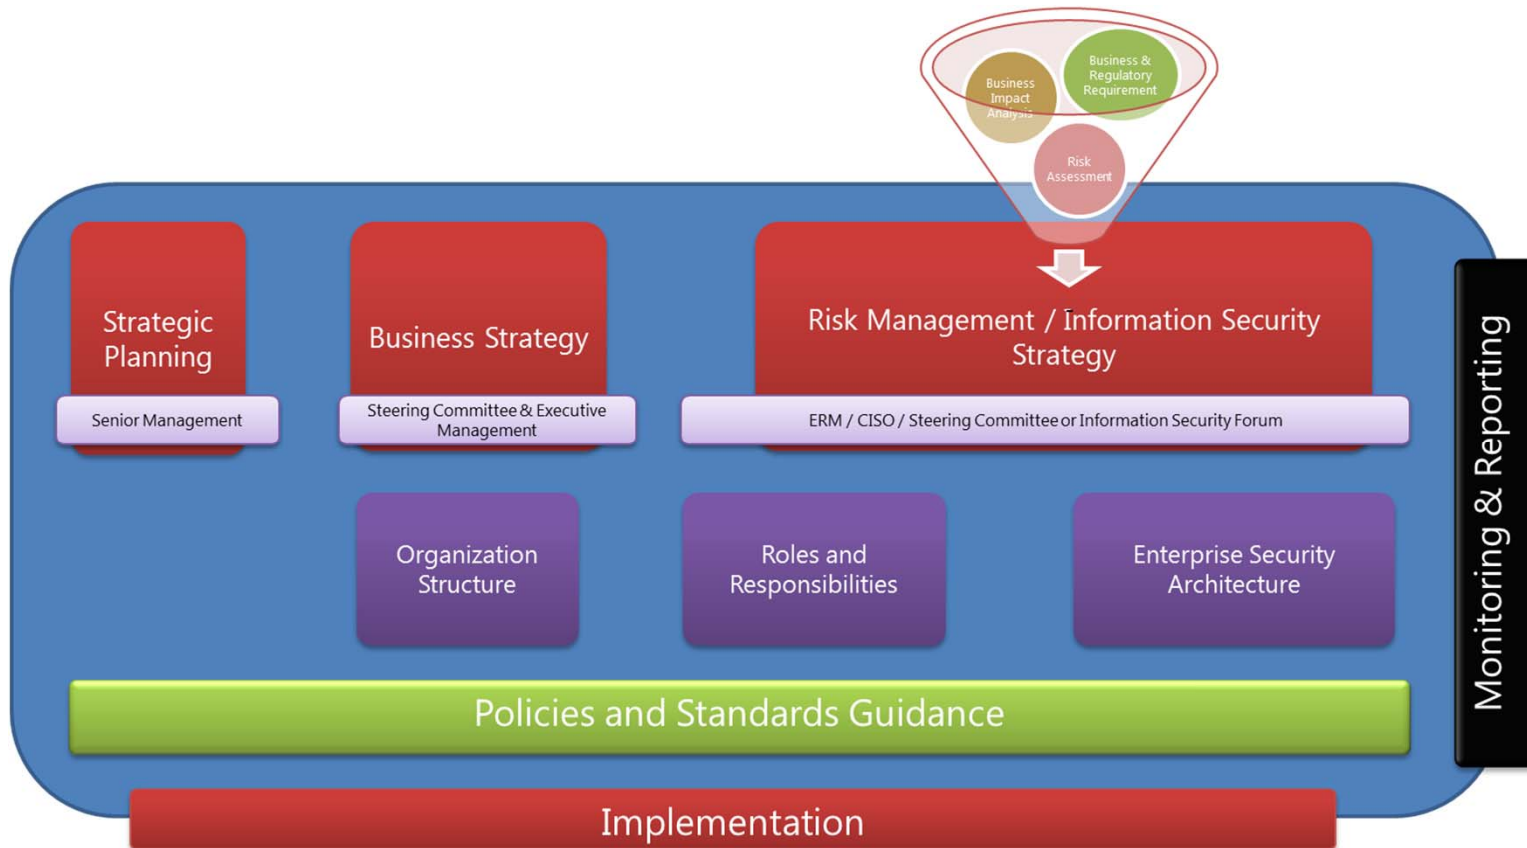 Business &
Regulatory
Requirement
Business
Impact
Analysis
Risk
Assessment
Strategic
Planning
Senior Management
Business Strategy
Steering Committee & Executive
Management
Risk Management / Information Security
Strategy
ERM / CISO / Steering Committee or Information Security Forum
Organization
Structure
Roles and
Responsibilities
Enterprise Security
Architecture
Policies and Standards Guidance
Implementation
Monitoring & Reporting